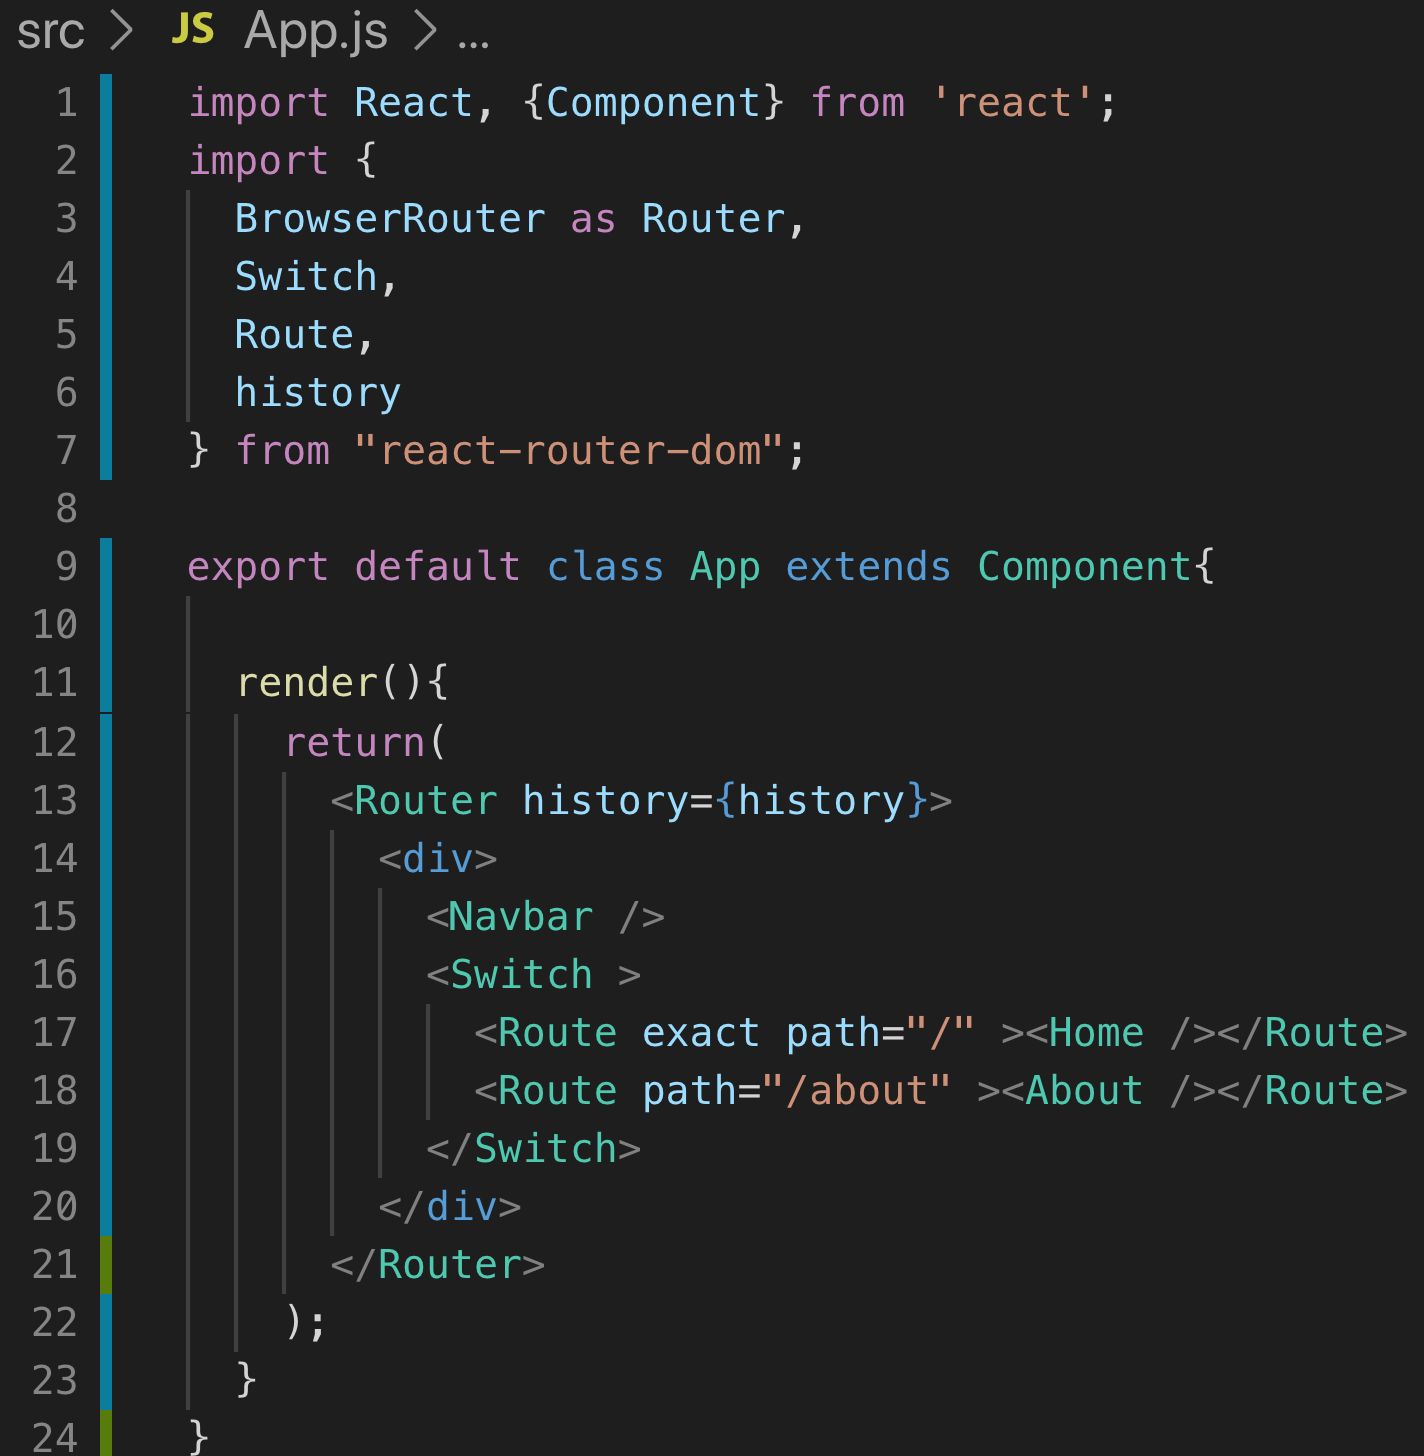 src > JS App.js > ...
1 import React, {Component} from 'react';
2 import {
3   BrowserRouter as Router,
4   Switch,
5   Route,
6   history
7 } from "react-router-dom";
8
9 export default class App extends Component{
10
11   render(){
12     return(
13       <Router history={history}>
14         <div>
15           <Navbar />
16           <Switch >
17             <Route exact path="/" ><Home /></Route>
18             <Route path="/about" ><About /></Route>
19           </Switch>
20         </div>
21       </Router>
22     );
23   }
24 }